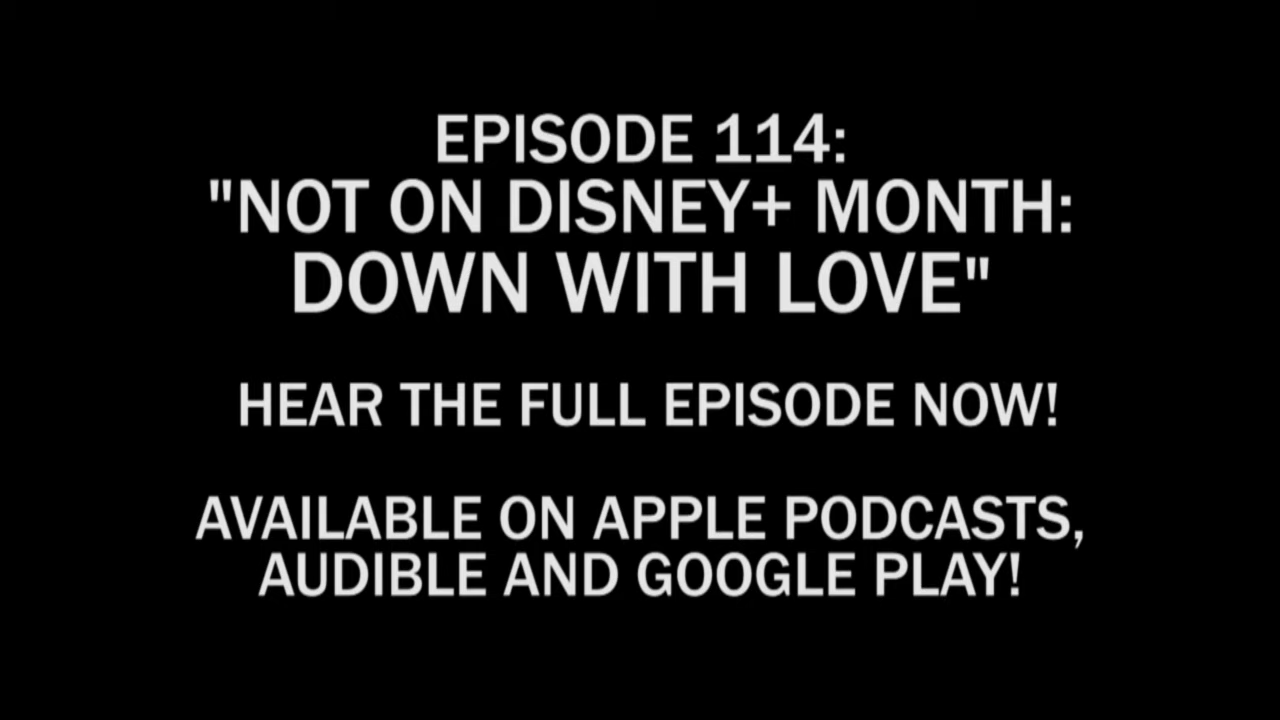 EPISODE 114:
"NOT ON DISNEY+ MONTH:
DOWN WITH LOVE"
HEAR THE FULL EPISODE NOW!
AVAILABLE ON APPLE PODCASTS,
AUDIBLE AND GOOGLE PLAY!